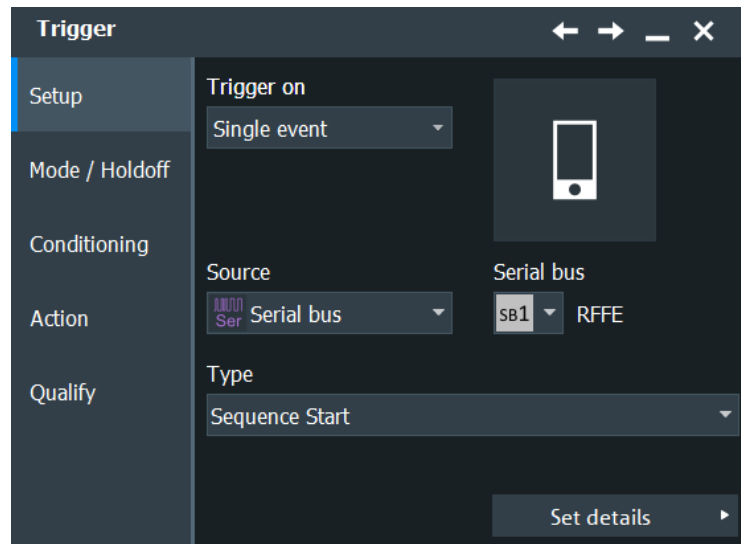 Trigger
Setup
Mode / Holdoff
Conditioning
Action
Qualify
Trigger on
Single event
Source
Serial bus
Ser Serial bus
SB1 RFFE
Type
Sequence Start
Set details